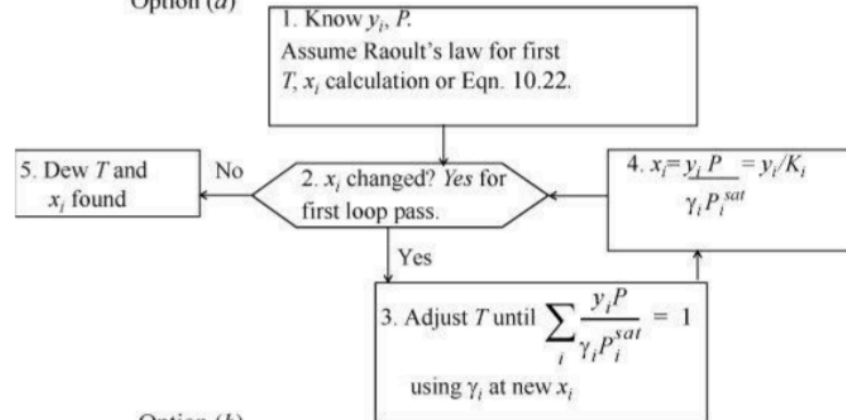 Option (a)
1. Know y_i, P.
Assume Raoult's law for first
T, x_i calculation or Eqn. 10.22.
5. Dew T and
x_i found
No
2. x_i changed? Yes for
first loop pass.
4. x_i= y_i P / γ_i P_i^sat = y_i/K_i
Yes
3. Adjust T until ∑_i y_i P / γ_i P_i^sat = 1
using γ_i at new x_i
Option (b)